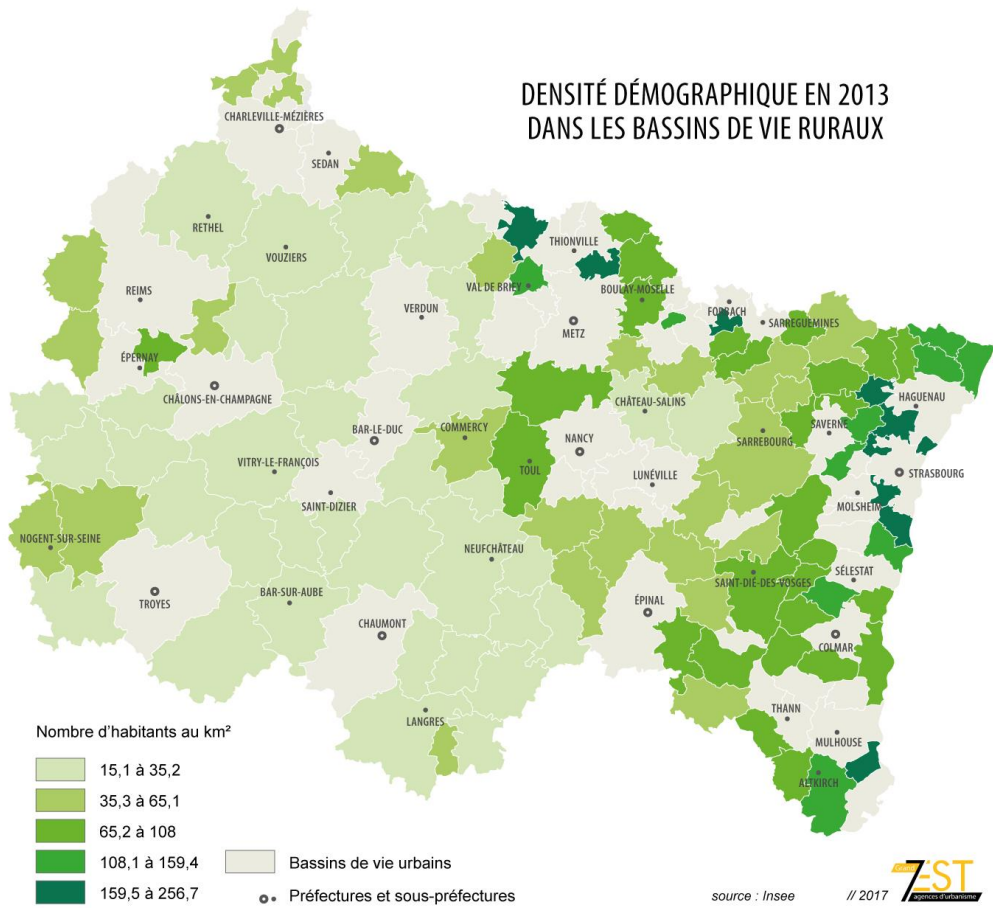 DENSITÉ DÉMOGRAPHIQUE EN 2013
DANS LES BASSINS DE VIE RURAUX
CHARLEVILLE-MÉZIÈRES
SEDAN
RETHEL
VOUZIERS
THIONVILLE
REIMS
VAL DE BRIEY
BOULAY-MOSELLE
VERDUN
FORBACH
METZ
SARREGUEMINES
ÉPERNAY
CHÂLONS-EN-CHAMPAGNE
CHÂTEAU-SALINS
HAGUENAU
BAR-LE-DUC
COMMERCY
SARREBOURG
SAVERNE
NANCY
VITRY-LE-FRANÇOIS
TOUL
STRASBOURG
LUNÉVILLE
SAINT-DIZIER
MOLSHEIM
NOGENT-SUR-SEINE
NEUFCHÂTEAU
SÉLESTAT
SAINT-DIÉ-DES-VOSGES
TROYES
BAR-SUR-AUBE
ÉPINAL
CHAUMONT
COLMAR
LANGRES
THANN
MULHOUSE
ALTKIRCH
Nombre d'habitants au km²
15,1 à 35,2
35,3 à 65,1
65,2 à 108
108,1 à 159,4
159,5 à 256,7
Bassins de vie urbains
Préfectures et sous-préfectures
source : Insee // 2017
7EST
agences d'urbanisme